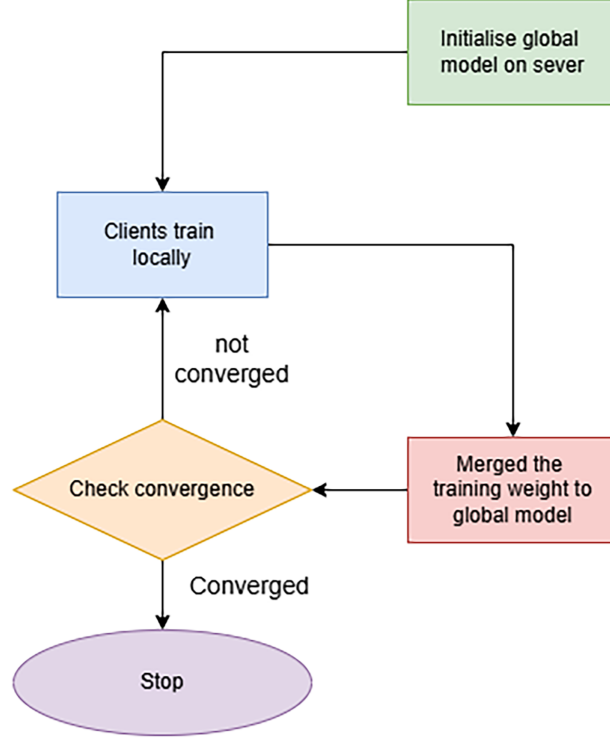 Initialise global
model on sever
Clients train
locally
not
converged
Check convergence
Merged the
training weight to
global model
Converged
Stop